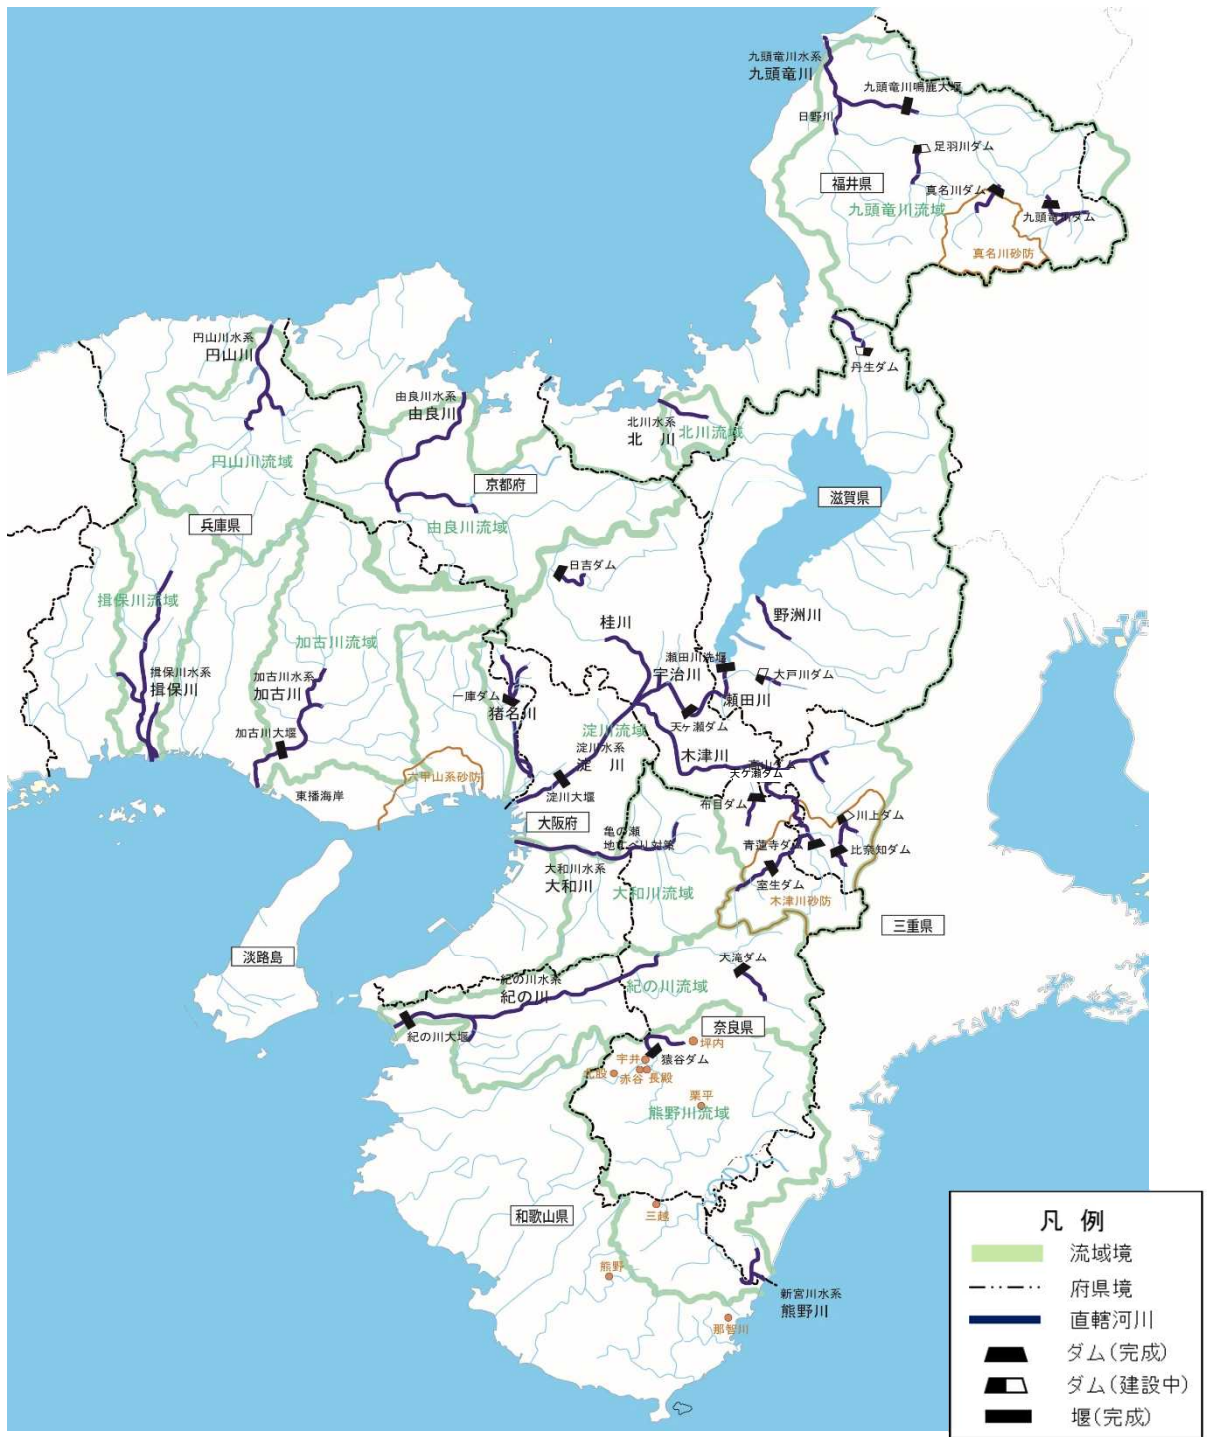 九頭竜川水系
九頭竜川
九頭竜川鳴鹿大堰
日野川
足羽川ダム
福井県
真名川ダム
九頭竜川流域
九頭竜川ダム
真名川砂防
円山川水系
円山川
丹生ダム
由良川水系
由良川
北川水系
北　川
北川流域
円山川流域
京都府
滋賀県
兵庫県
由良川流域
日吉ダム
揖保川流域
桂川
野洲川
加古川流域
瀬田川洗堰
宇治川
大戸川ダム
揖保川水系
揖保川
加古川水系
加古川
一庫ダム
猪名川
瀬田川
天ヶ瀬ダム
淀川流域
加古川大堰
淀川水系
淀　川
木津川
高山ダム
天ケ瀬ダム
六甲山系砂防
東播海岸
淀川大堰
布目ダム
川上ダム
大阪府
亀の瀬
地すべり対策
青蓮寺ダム
比奈知ダム
大和川水系
大和川
室生ダム
大和川流域
木津川砂防
三重県
淡路島
大滝ダム
紀の川水系
紀の川
紀の川流域
奈良県
紀の川大堰
坪内
宇井
猿谷ダム
北股
赤谷
長殿
栗平
熊野川流域
和歌山県
三越
熊野
新宮川水系
熊野川
那智川
凡 例
流域境
府県境
直轄河川
ダム(完成)
ダム(建設中)
堰(完成)